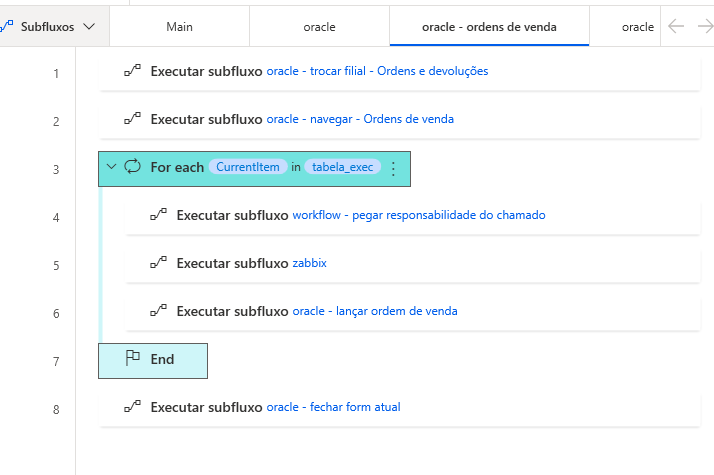 Subfluxos
Main
oracle
oracle - ordens de venda
oracle
1
Executar subfluxo oracle - trocar filial - Ordens e devoluções
2
Executar subfluxo oracle - navegar - Ordens de venda
3
For each CurrentItem in tabela_exec
4
Executar subfluxo workflow - pegar responsabilidade do chamado
5
Executar subfluxo zabbix
6
Executar subfluxo oracle - lançar ordem de venda
7
End
8
Executar subfluxo oracle - fechar form atual